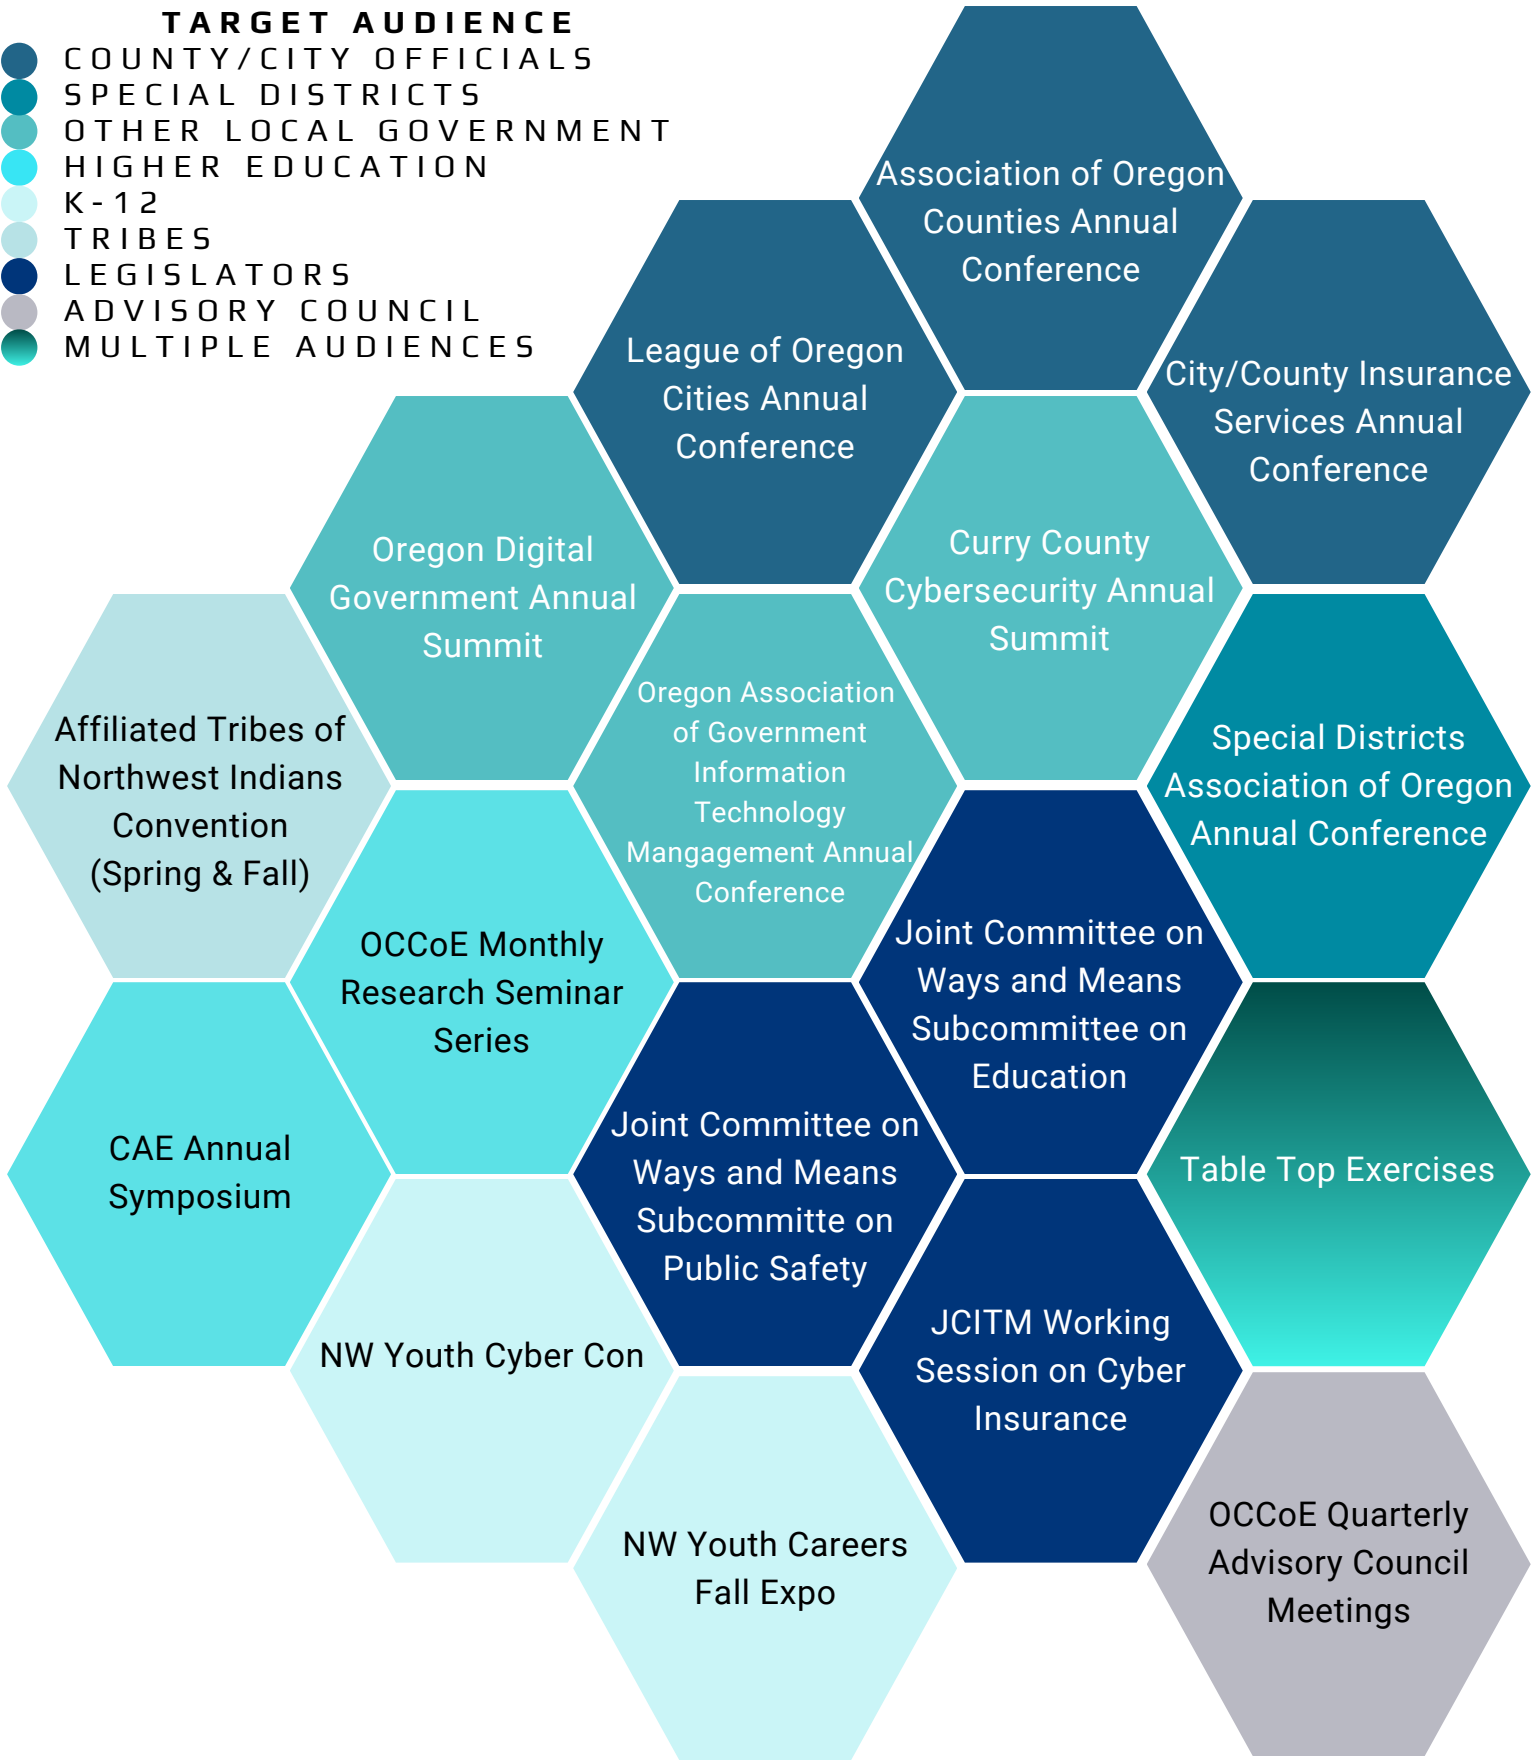 TARGET AUDIENCE
COUNTY/CITY OFFICIALS
SPECIAL DISTRICTS
OTHER LOCAL GOVERNMENT
HIGHER EDUCATION
K-12
TRIBES
LEGISLATORS
ADVISORY COUNCIL
MULTIPLE AUDIENCES
Association of Oregon
Counties Annual
Conference
League of Oregon
Cities Annual
Conference
City/County Insurance
Services Annual
Conference
Oregon Digital
Government Annual
Summit
Curry County
Cybersecurity Annual
Summit
Affiliated Tribes of
Northwest Indians
Convention
(Spring & Fall)
Oregon Association
of Government
Information
Technology
Mangagement Annual
Conference
Special Districts
Association of Oregon
Annual Conference
OCCoE Monthly
Research Seminar
Series
Joint Committee on
Ways and Means
Subcommittee on
Education
CAE Annual
Symposium
Joint Committee on
Ways and Means
Subcommitte on
Public Safety
Table Top Exercises
NW Youth Cyber Con
JCITM Working
Session on Cyber
Insurance
NW Youth Careers
Fall Expo
OCCoE Quarterly
Advisory Council
Meetings